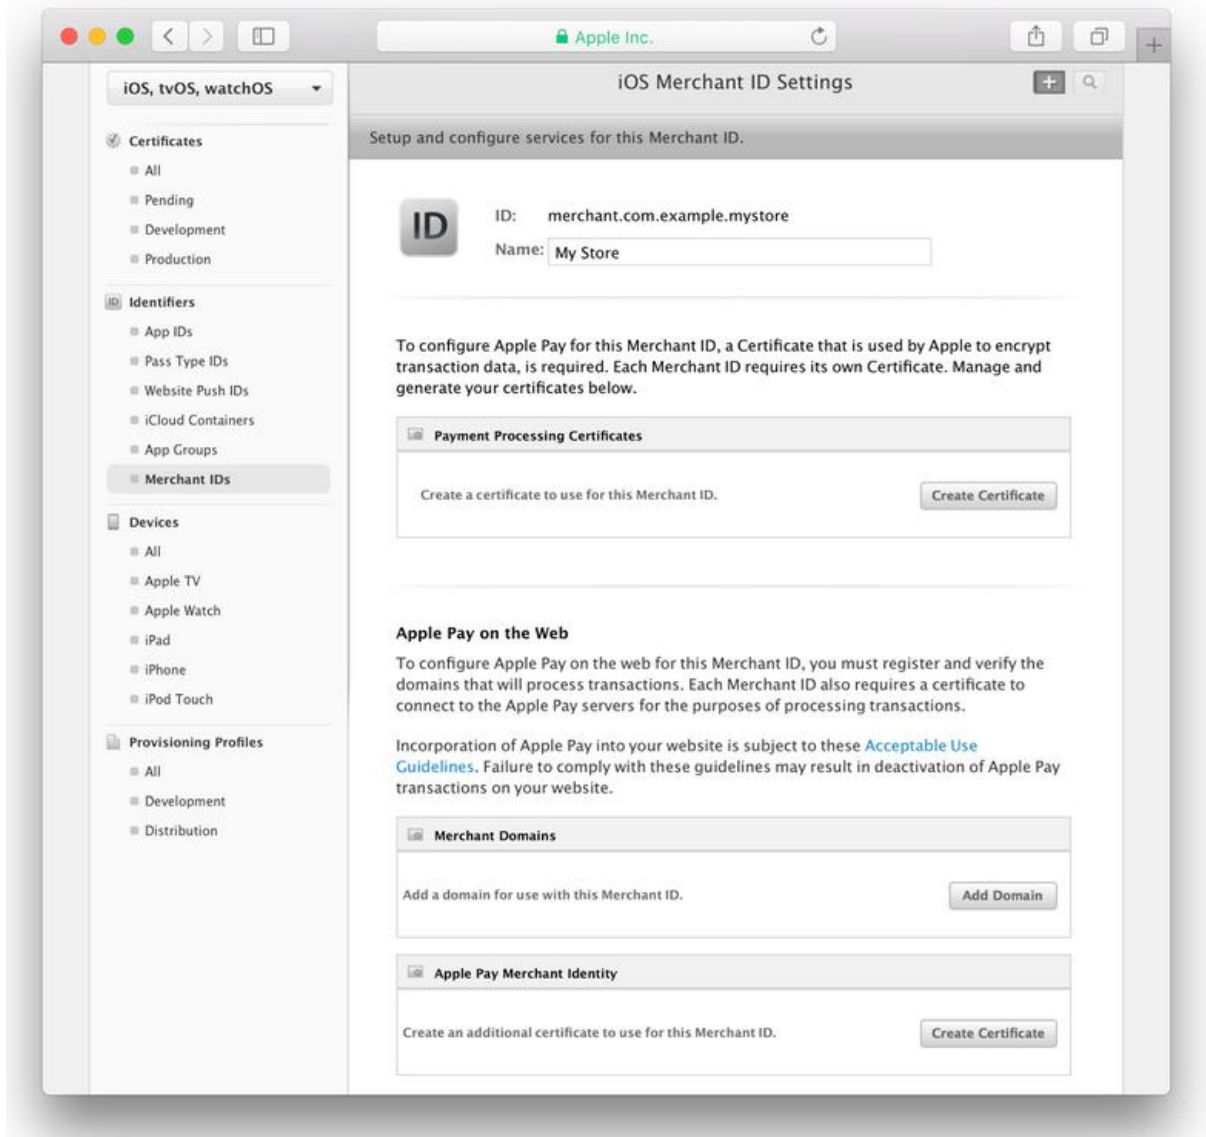 Apple Inc.
iOS, tvOS, watchOS
Certificates
All
Pending
Development
Production
ID Identifiers
App IDs
Pass Type IDs
Website Push IDs
iCloud Containers
App Groups
Merchant IDs
Devices
All
Apple TV
Apple Watch
iPad
iPhone
iPod Touch
Provisioning Profiles
All
Development
Distribution
iOS Merchant ID Settings
Setup and configure services for this Merchant ID.
ID
ID: merchant.com.example.mystore
Name: My Store
To configure Apple Pay for this Merchant ID, a Certificate that is used by Apple to encrypt
transaction data, is required. Each Merchant ID requires its own Certificate. Manage and
generate your certificates below.
Payment Processing Certificates
Create a certificate to use for this Merchant ID. Create Certificate
Apple Pay on the Web
To configure Apple Pay on the web for this Merchant ID, you must register and verify the
domains that will process transactions. Each Merchant ID also requires a certificate to
connect to the Apple Pay servers for the purposes of processing transactions.
Incorporation of Apple Pay into your website is subject to these Acceptable Use
Guidelines. Failure to comply with these guidelines may result in deactivation of Apple Pay
transactions on your website.
Merchant Domains
Add a domain for use with this Merchant ID. Add Domain
Apple Pay Merchant Identity
Create an additional certificate to use for this Merchant ID. Create Certificate